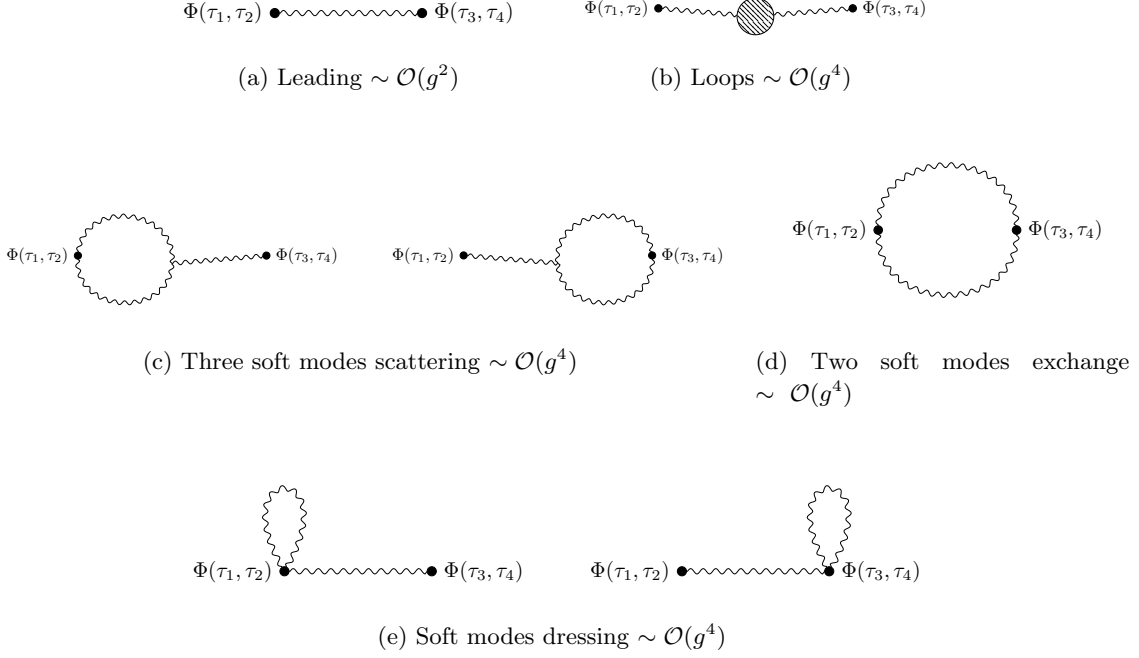 Φ(τ₁, τ₂) Φ(τ₃, τ₄) Φ(τ₁, τ₂) Φ(τ₃, τ₄)
(a) Leading ∼ 𝒪(g²) (b) Loops ∼ 𝒪(g⁴)
Φ(τ₁, τ₂) Φ(τ₃, τ₄)
Φ(τ₁, τ₂) Φ(τ₃, τ₄) Φ(τ₁, τ₂) Φ(τ₃, τ₄)
(c) Three soft modes scattering ∼ 𝒪(g⁴)
(d) Two soft modes exchange
∼ 𝒪(g⁴)
Φ(τ₁, τ₂) Φ(τ₃, τ₄) Φ(τ₁, τ₂) Φ(τ₃, τ₄)
(e) Soft modes dressing ∼ 𝒪(g⁴)